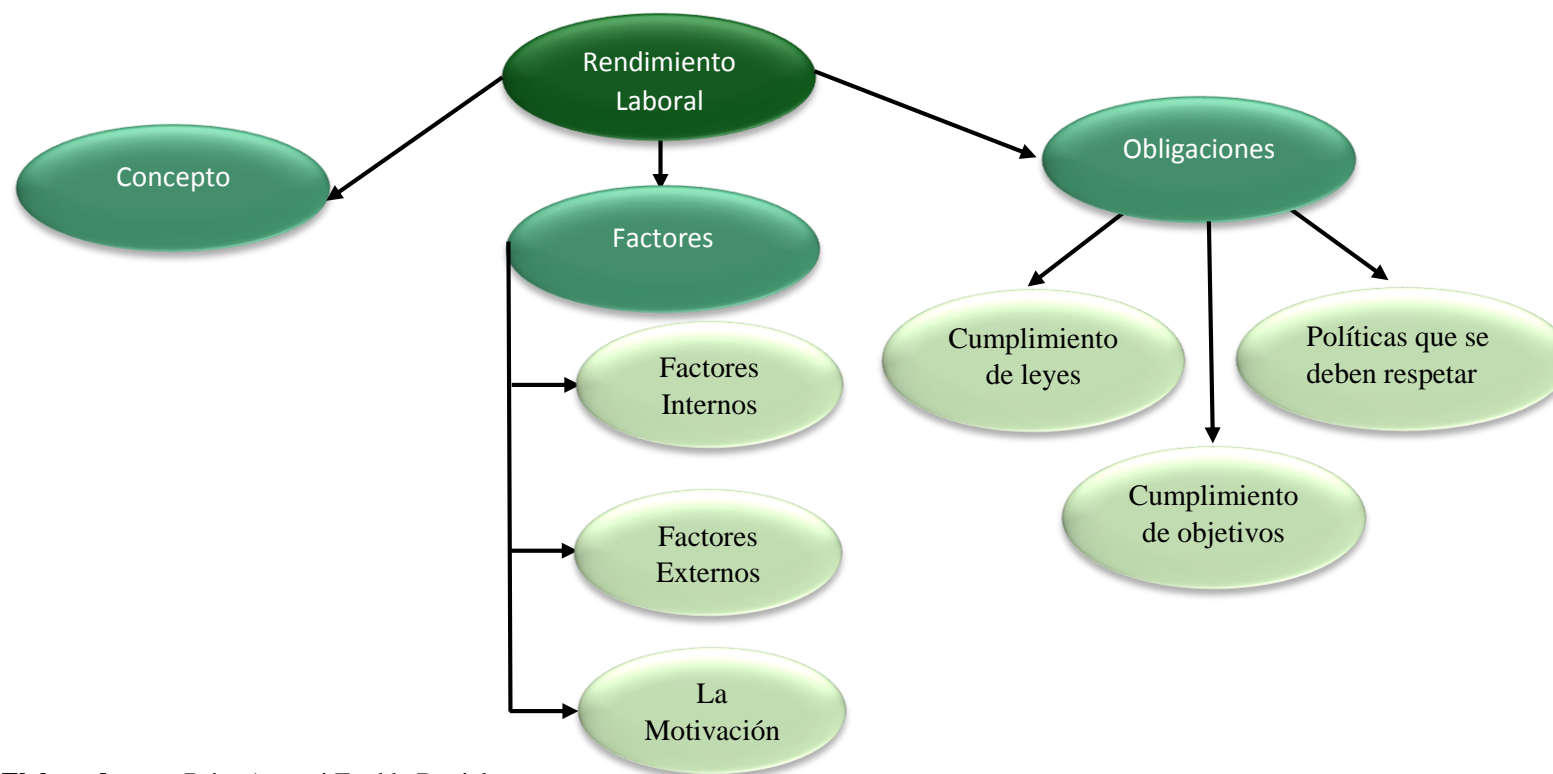 Rendimiento
Laboral
Concepto
Factores
Obligaciones
Factores
Internos
Factores
Externos
La
Motivación
Cumplimiento
de leyes
Cumplimiento
de objetivos
Políticas que se
deben respetar